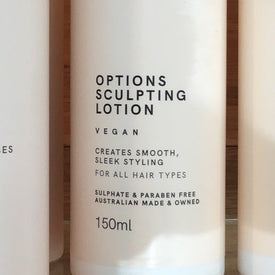 OPTIONS
SCULPTING
LOTION
VEGAN
CREATES SMOOTH,
SLEEK STYLING
FOR ALL HAIR TYPES
SULPHATE & PARABEN FREE
AUSTRALIAN MADE & OWNED
150ml